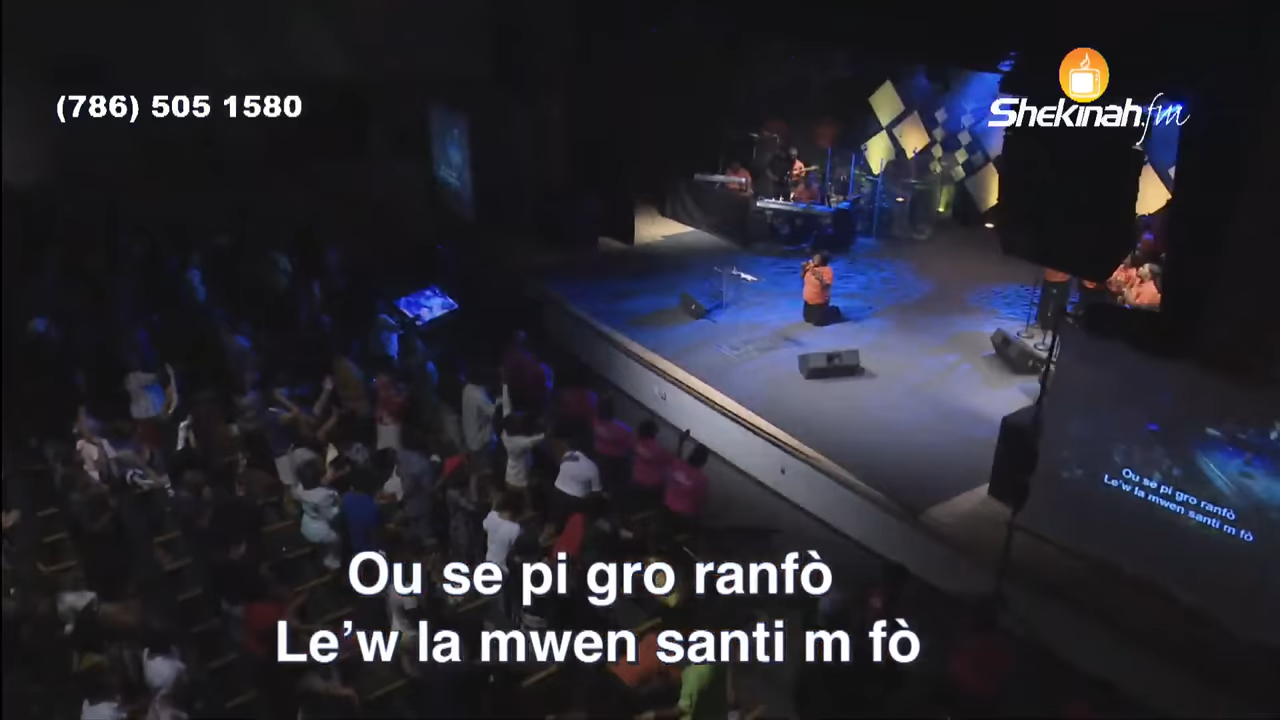 (786) 505 1580
Shekinah.fm
Ou se pi gro ranfò
Le'w la mwen santi m fò
Ou se pi gro ranfò
Le’w la mwen santi m fò